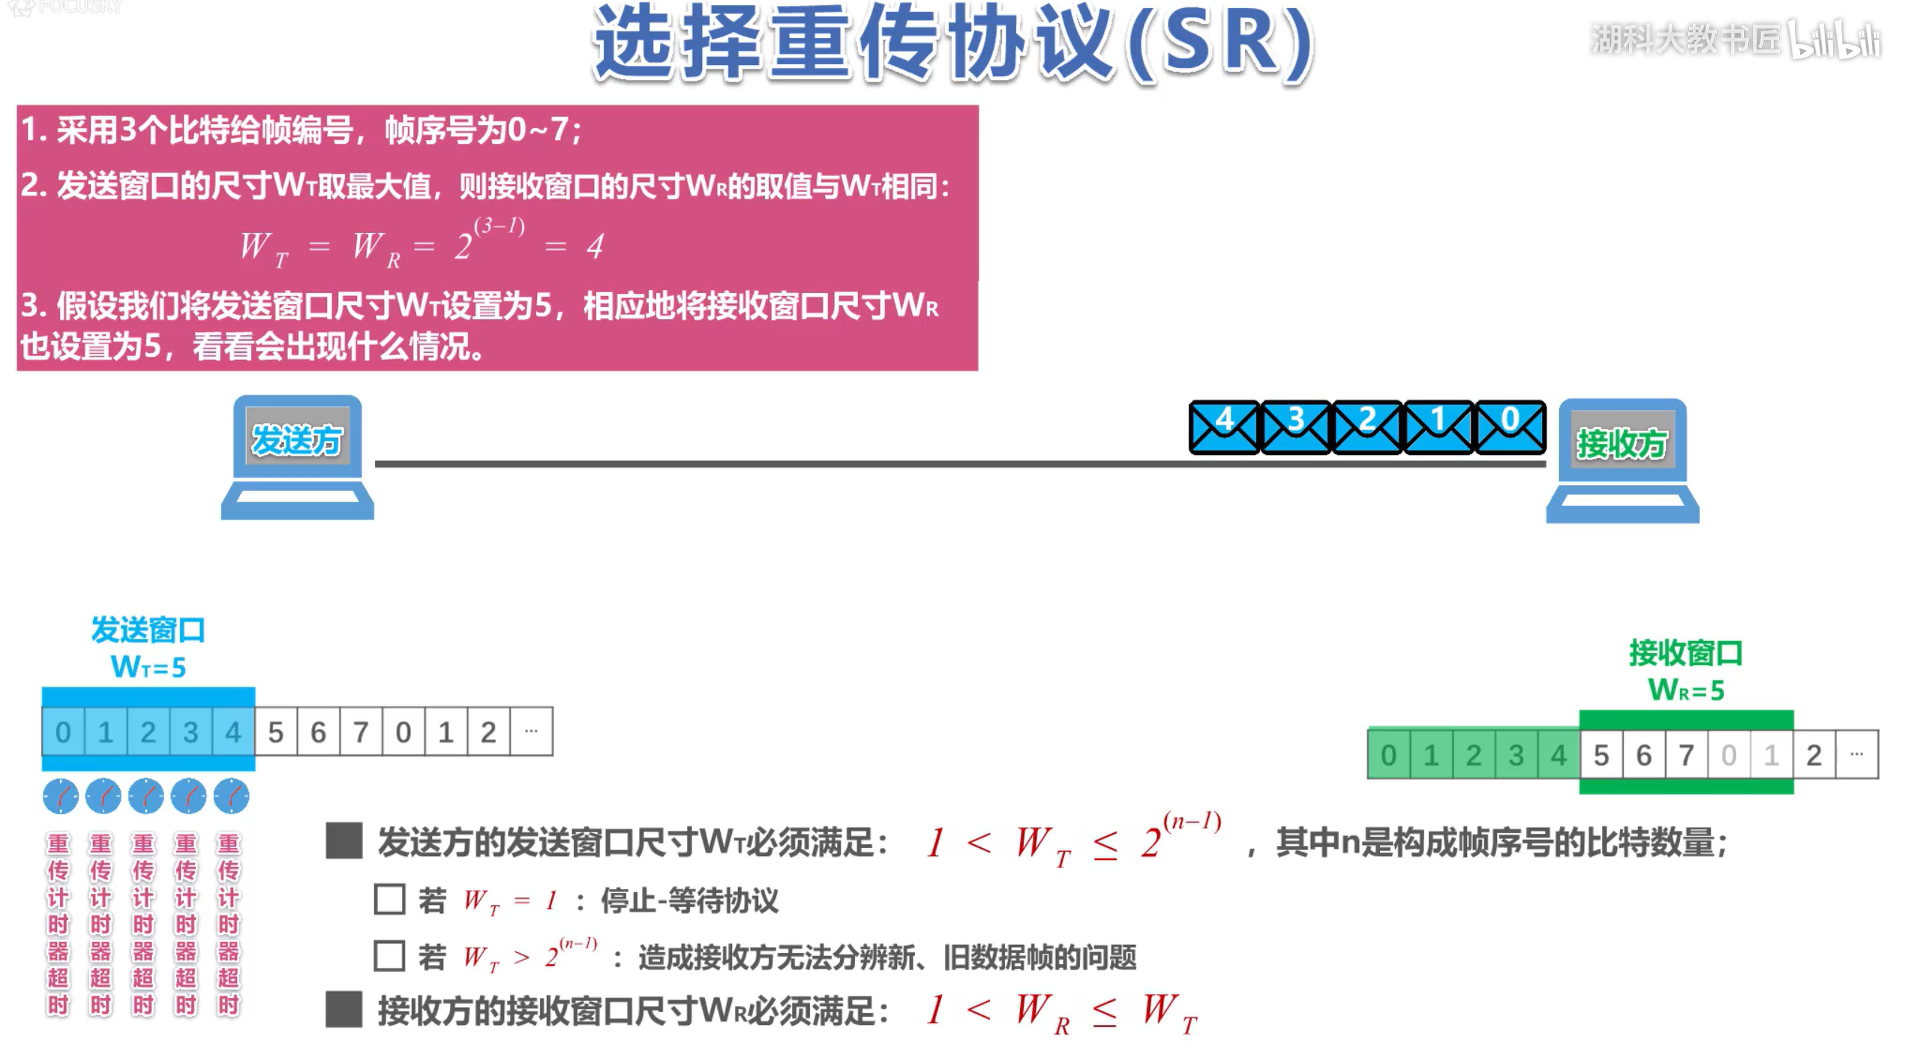 FOCUSKY
选择重传协议(SR)
湖科大教书匠 bilibili
1. 采用3个比特给帧编号，帧序号为0~7；
2. 发送窗口的尺寸WT取最大值，则接收窗口的尺寸WR的取值与WT相同：
W_T = W_R = 2^(3-1) = 4
3. 假设我们将发送窗口尺寸WT设置为5，相应地将接收窗口尺寸WR
也设置为5，看看会出现什么情况。
4 3 2 1 0
发送方
接收方
发送窗口
WT=5
0 1 2 3 4 5 6 7 0 1 2 ...
重传计时器超时
重传计时器超时
重传计时器超时
重传计时器超时
重传计时器超时
接收窗口
WR=5
0 1 2 3 4 5 6 7 0 1 2 ...
发送方的发送窗口尺寸WT必须满足： 1 < W_T ≤ 2^(n-1) ，其中n是构成帧序号的比特数量；
若 W_T = 1 ：停止-等待协议
若 W_T > 2^(n-1) ：造成接收方无法分辨新、旧数据帧的问题
接收方的接收窗口尺寸WR必须满足： 1 < W_R ≤ W_T